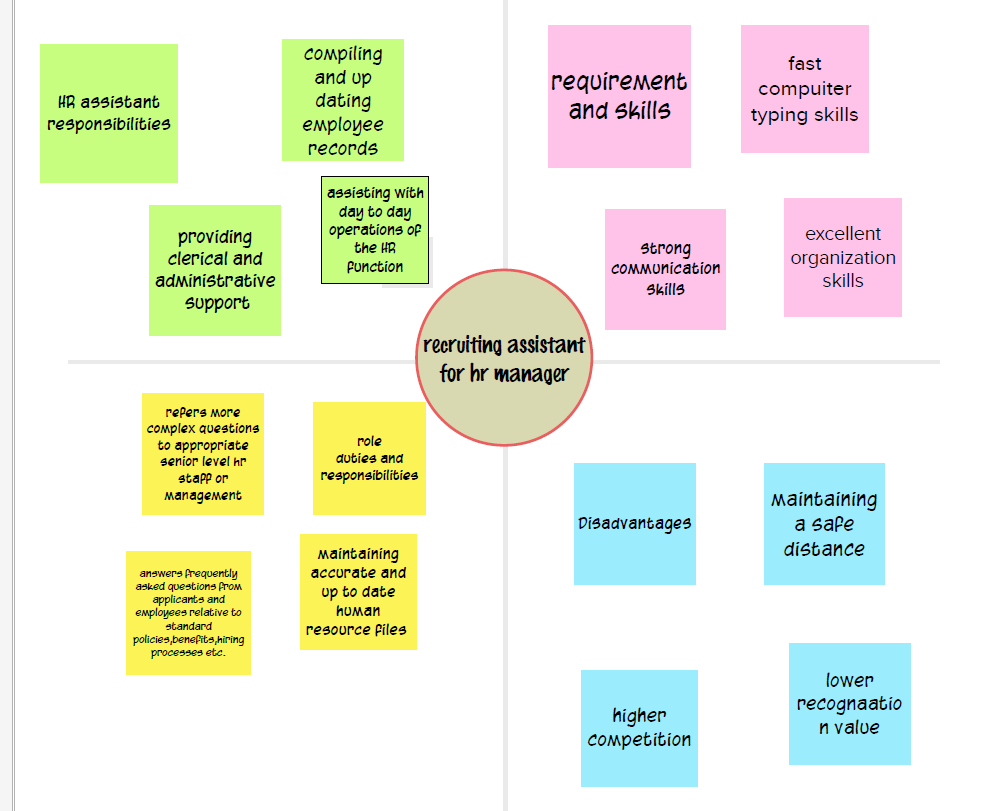 HR assistant
responsibilities
compiling
and up
dating
employee
records
providing
clerical and
administrative
support
assisting with
day to day
operations of
the HR
function
requirement
and skills
fast
compuiter
typing skills
strong
communication
skills
excellent
organization
skills
recruiting assistant
for hr manager
refers more
complex questions
to appropriate
senior level hr
staff or
management
role
duties and
responsibilities
answers frequently
asked questions from
applicants and
employees relative to
standard
policies,benefits,hiring
processes etc.
maintaining
accurate and
up to date
human
resource files
Disadvantages
maintaining
a safe
distance
higher
competition
lower
recognaatio
n value